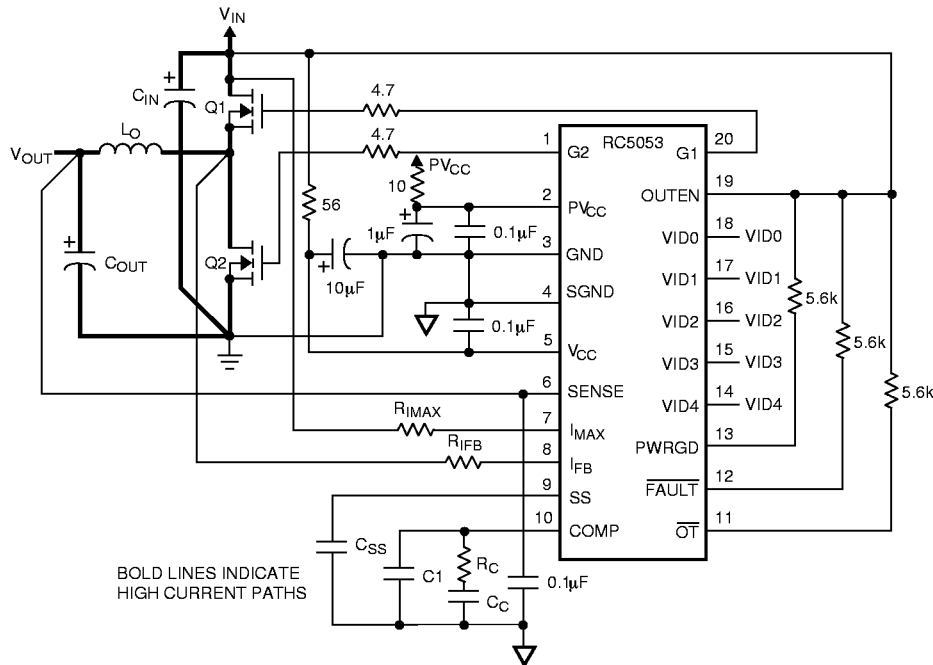 VIN
+
CIN
Q1
4.7
LO
VOUT
4.7
1
G2
RC5053
G1
20
PVCC
10
OUTEN
19
56
2
PVCC
+
1µF
0.1µF
VID0
18
VID0
+
COUT
Q2
+
10µF
3
GND
VID1
17
VID1
5.6k
4
SGND
VID2
16
VID2
0.1µF
5.6k
5
VCC
VID3
15
VID3
6
SENSE
VID4
14
VID4
5.6k
RIMAX
7
IMAX
PWRGD
13
RIFB
8
IFB
9
SS
FAULT
12
10
COMP
OT
11
CSS
C1
RC
CC
0.1µF
BOLD LINES INDICATE
HIGH CURRENT PATHS